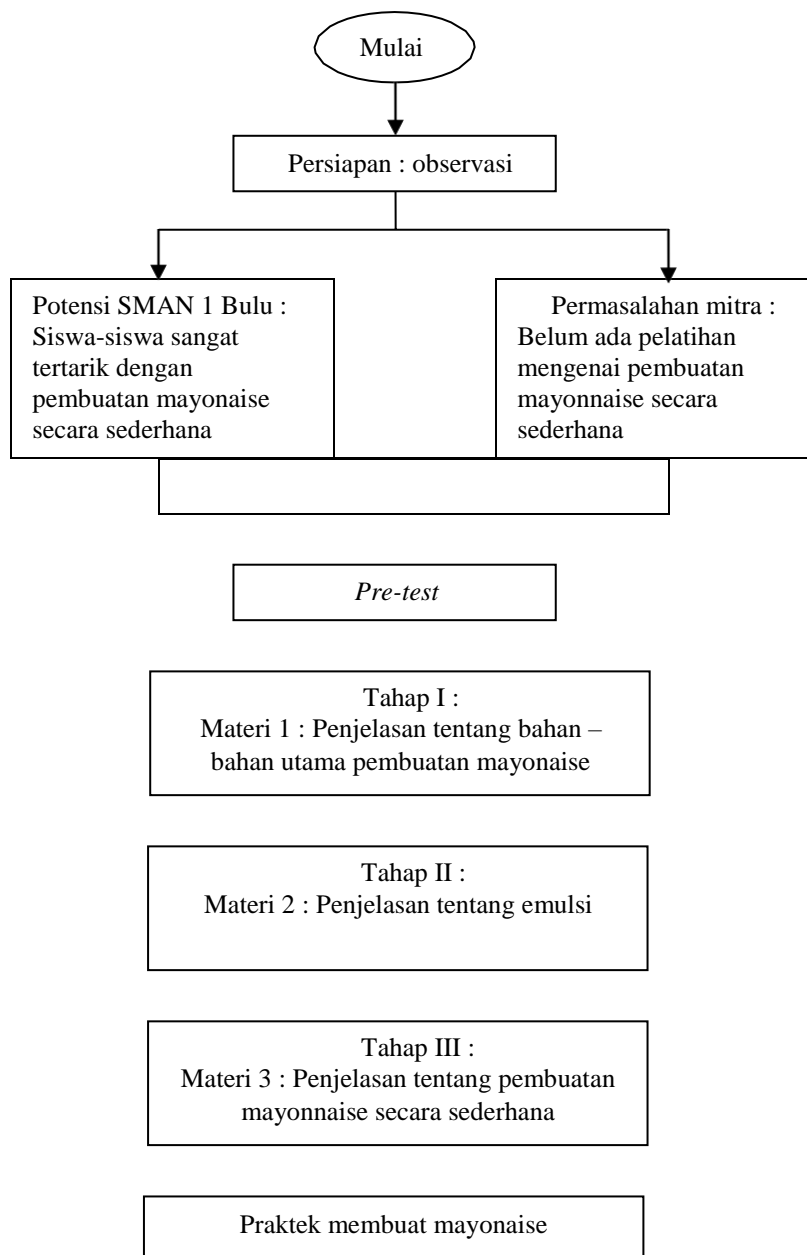 Mulai
Persiapan : observasi
Potensi SMAN 1 Bulu :
Siswa-siswa sangat
tertarik dengan
pembuatan mayonaise
secara sederhana
Permasalahan mitra :
Belum ada pelatihan
mengenai pembuatan
mayonnaise secara
sederhana
Pre-test
Tahap I :
Materi 1 : Penjelasan tentang bahan –
bahan utama pembuatan mayonaise
Tahap II :
Materi 2 : Penjelasan tentang emulsi
Tahap III :
Materi 3 : Penjelasan tentang pembuatan
mayonnaise secara sederhana
Praktek membuat mayonaise